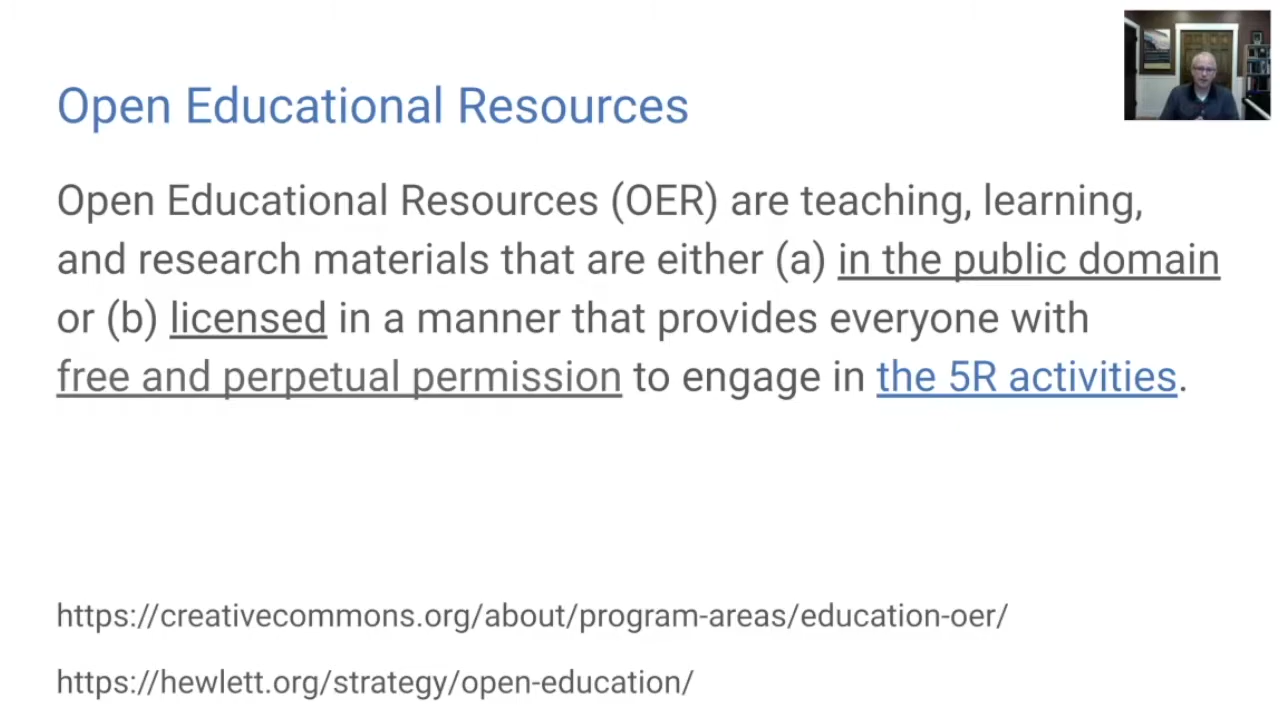 Open Educational Resources
Open Educational Resources (OER) are teaching, learning,
and research materials that are either (a) in the public domain
or (b) licensed in a manner that provides everyone with
free and perpetual permission to engage in the 5R activities.
https://creativecommons.org/about/program-areas/education-oer/
https://hewlett.org/strategy/open-education/